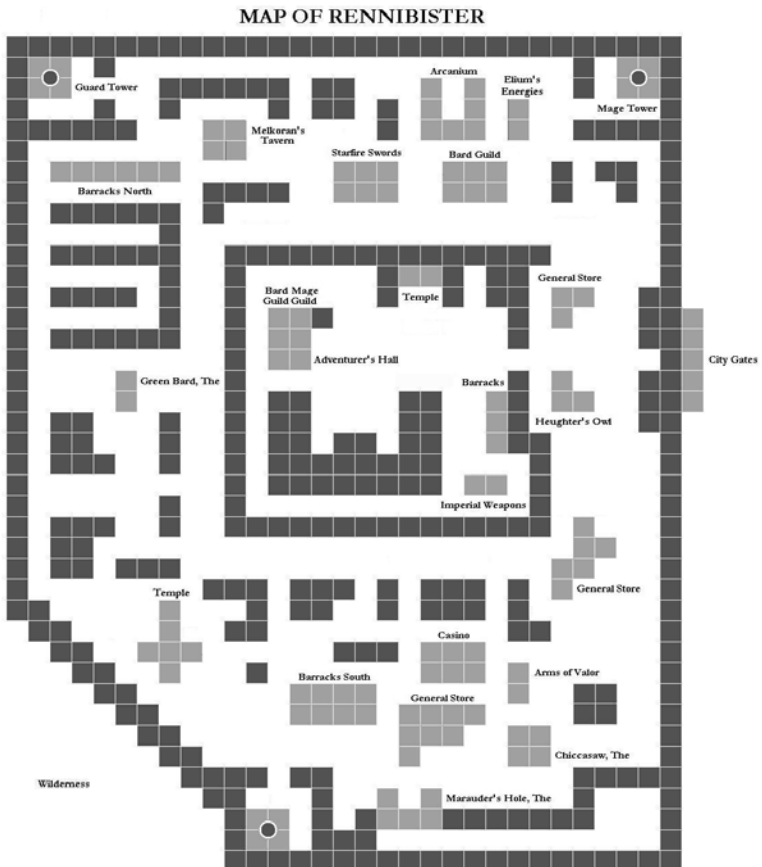 MAP OF RENNIBISTER
Arcanium
Elium's
Energies
Guard Tower
Mage Tower
Melkoran's
Tavern
Starfire Swords
Bard Guild
Barracks North
General Store
Bard Mage
Guild Guild
Temple
Adventurer's Hall
City Gates
Green Bard, The
Barracks
Heughter's Owl
Imperial Weapons
General Store
Temple
Casino
Arms of Valor
Barracks South
General Store
Chiccasaw, The
Wilderness
Marauder's Hole, The